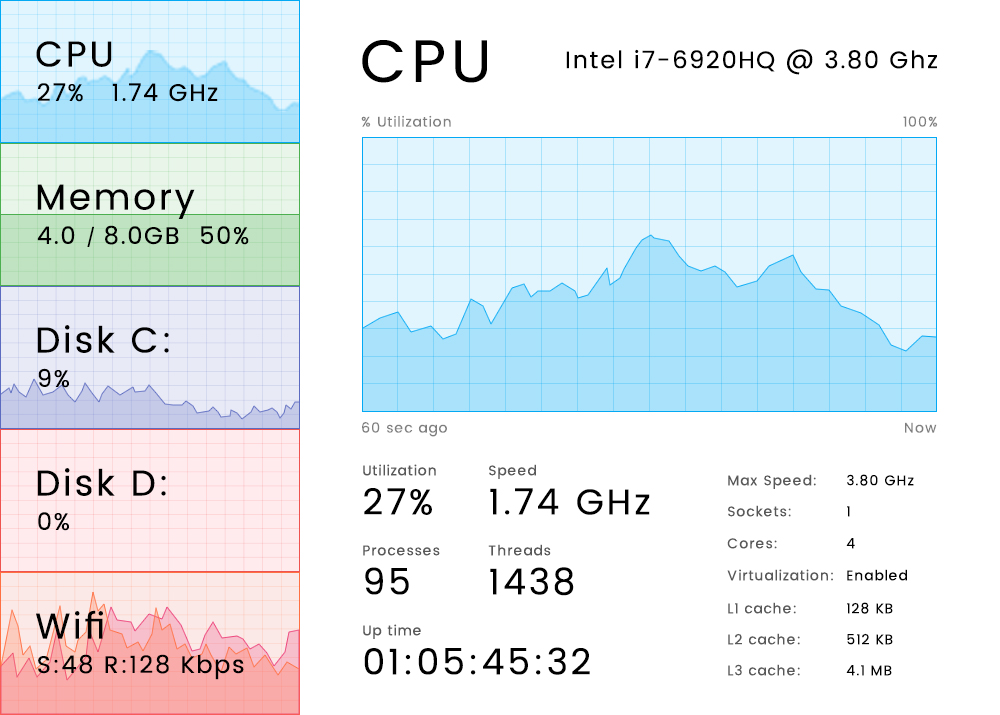 CPU
27% 1.74 GHz
Memory
4.0 / 8.0GB 50%
Disk C:
9%
Disk D:
0%
Wifi
S:48 R:128 Kbps
CPU
Intel i7-6920HQ @ 3.80 Ghz
% Utilization 100%
60 sec ago Now
Utilization Speed
27% 1.74 GHz
Processes Threads
95 1438
Up time
01:05:45:32
Max Speed: 3.80 GHz
Sockets: 1
Cores: 4
Virtualization: Enabled
L1 cache: 128 KB
L2 cache: 512 KB
L3 cache: 4.1 MB